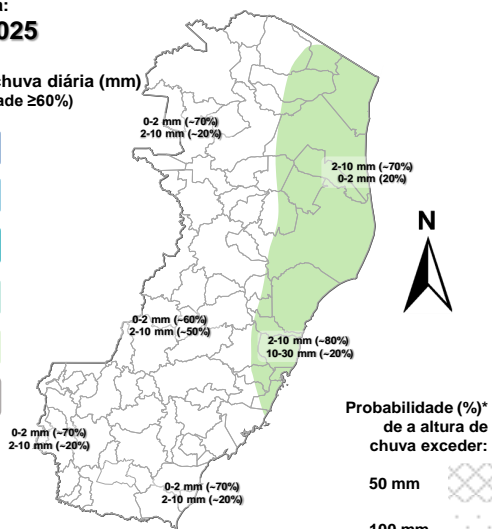 025
chuva diária (mm)
ade ≥60%)
0-2 mm (~70%)
2-10 mm (~20%)
2-10 mm (~70%)
0-2 mm (20%)
N
0-2 mm (~60%)
2-10 mm (~50%)
2-10 mm (~80%)
10-30 mm (~20%)
0-2 mm (~70%)
2-10 mm (~20%)
0-2 mm (~70%)
2-10 mm (~20%)
Probabilidade (%)*
de a altura de
chuva exceder:
50 mm
100 mm